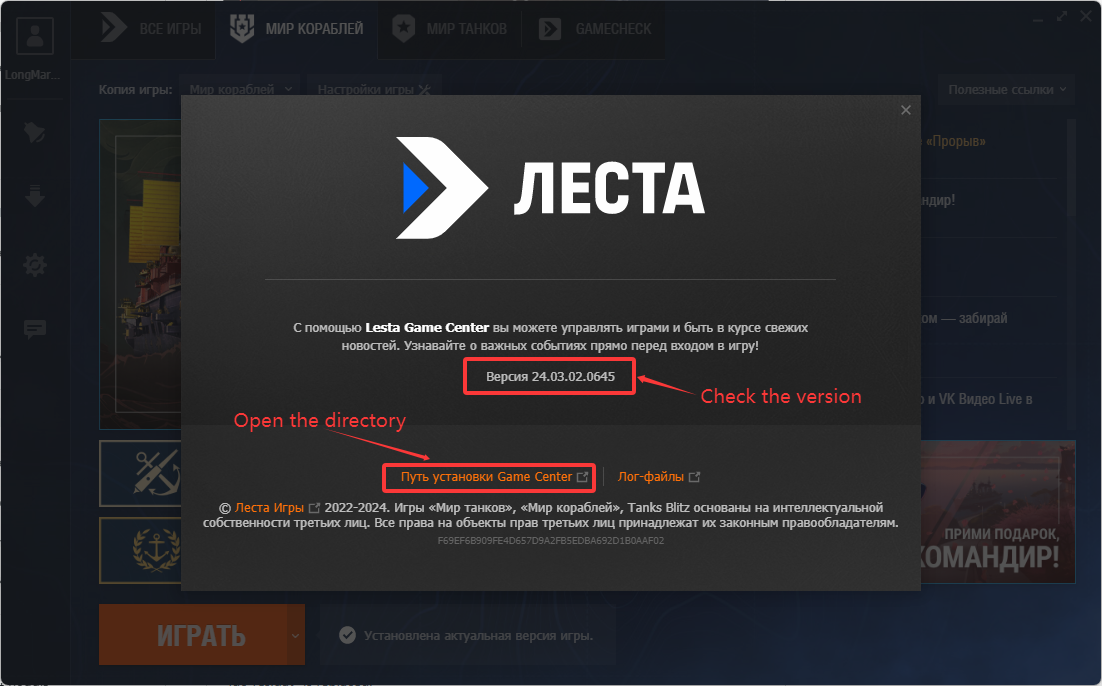 ВСЕ ИГРЫ
МИР КОРАБЛЕЙ
МИР ТАНКОВ
GAMECHECK
LongMar...
Копия игры:
Мир кораблей
Настройки игры
Полезные ссылки
«Прорыв»
ЛЕСТА
С помощью Lesta Game Center вы можете управлять играми и быть в курсе свежих
новостей. Узнавайте о важных событиях прямо перед входом в игру!
— забирай
Версия 24.03.02.0645
Check the version
и VK Видео Live в
Open the directory
Путь установки Game Center
Лог-файлы
© Леста Игры 2022-2024. Игры «Мир танков», «Мир кораблей», Tanks Blitz основаны на интеллектуальной
собственности третьих лиц. Все права на объекты прав третьих лиц принадлежат их законным правообладателям.
F69EF6B909FE4D657D9A2FB5EDBA692D1B0AAF02
ПРИМИ ПОДАРОК,
КОМАНДИР!
ИГРАТЬ
Установлена актуальная версия игры.